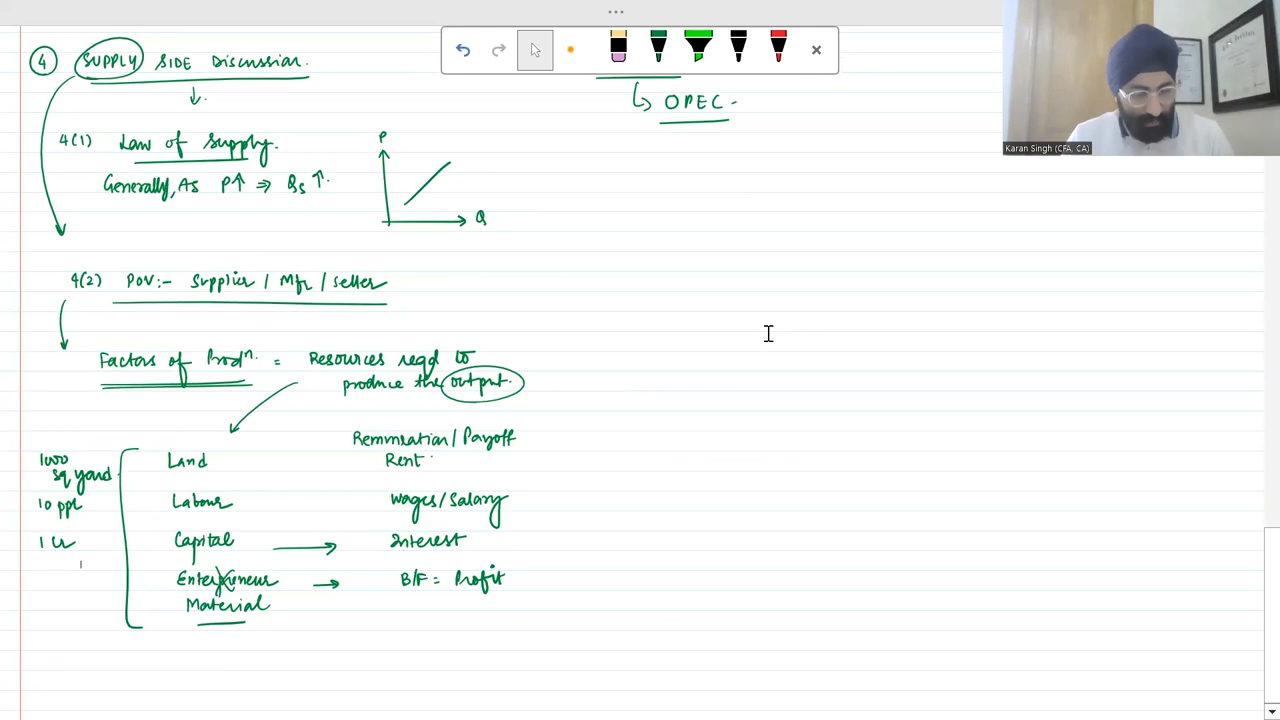 ④ SUPPLY SIDE Discussion.
↳ OPEC -
4(1) Law of Supply.
Generally, As P↑ ⇒ Qs ↑.
P
Q
4(2) POV:- Supplier / Mfr / Seller
Factors of Prodⁿ. = Resources reqd to
produce the output.
Remmration / Payoff
1000 sq yard Land Rent
10 ppl Labour Wages/Salary
1 Cr Capital → Interest
Enterpreneur → B/F = Profit
Material
Karan Singh (CFA, CA)